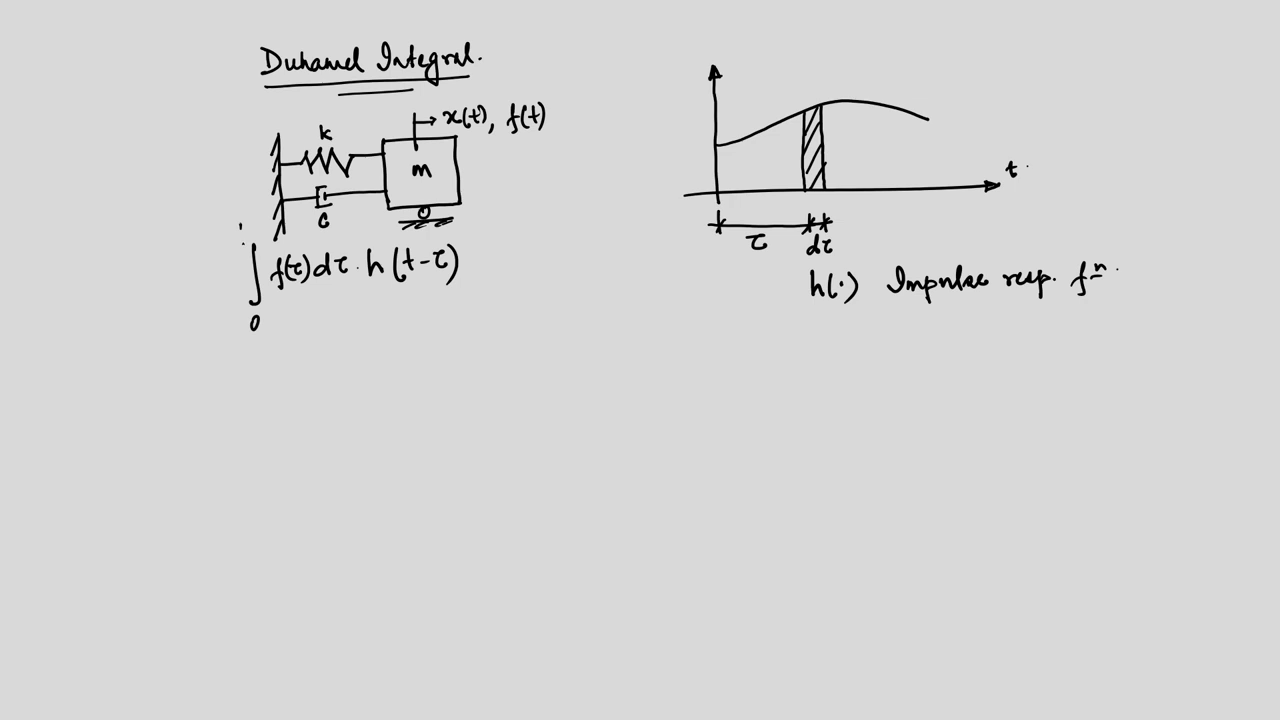 Duhamel Integral.
k
x(t), f(t)
m
c
∫ f(τ)dτ · h(t-τ)
0
t
τ dτ
h(·) Impulse resp. fⁿ